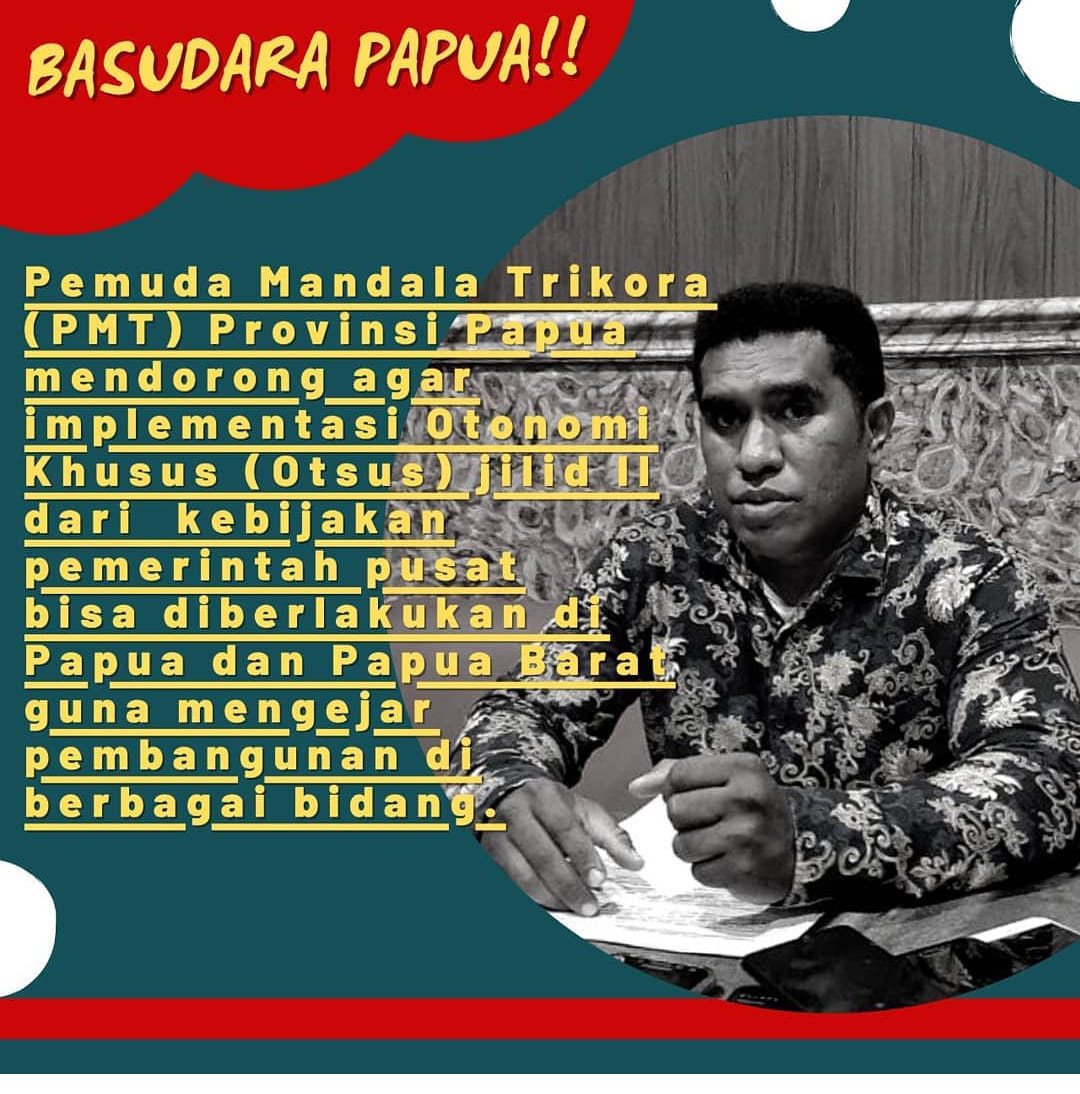 BASUDARA PAPUA!!
Pemuda Mandala Trikora
(PMT) Provinsi Papua
mendorong agar
implementasi Otonomi
Khusus (Otsus) jilid II
dari kebijakan
pemerintah pusat
bisa diberlakukan di
Papua dan Papua Barat
guna mengejar
pembangunan di
berbagai bidang.